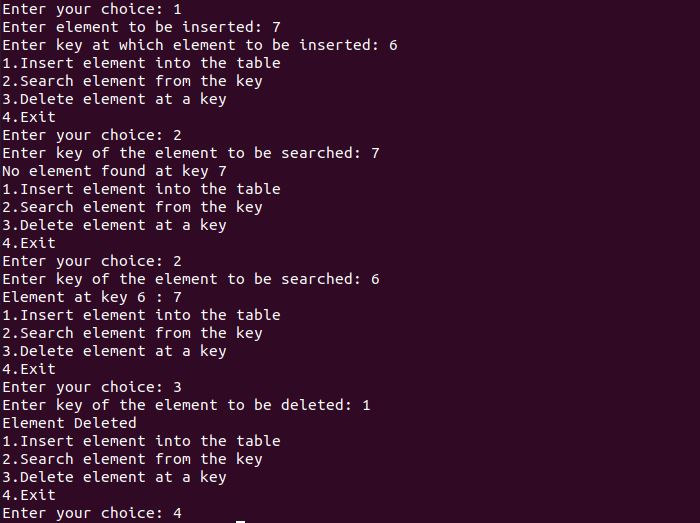 Enter your choice: 1
Enter element to be inserted: 7
Enter key at which element to be inserted: 6
1.Insert element into the table
2.Search element from the key
3.Delete element at a key
4.Exit
Enter your choice: 2
Enter key of the element to be searched: 7
No element found at key 7
1.Insert element into the table
2.Search element from the key
3.Delete element at a key
4.Exit
Enter your choice: 2
Enter key of the element to be searched: 6
Element at key 6 : 7
1.Insert element into the table
2.Search element from the key
3.Delete element at a key
4.Exit
Enter your choice: 3
Enter key of the element to be deleted: 1
Element Deleted
1.Insert element into the table
2.Search element from the key
3.Delete element at a key
4.Exit
Enter your choice: 4